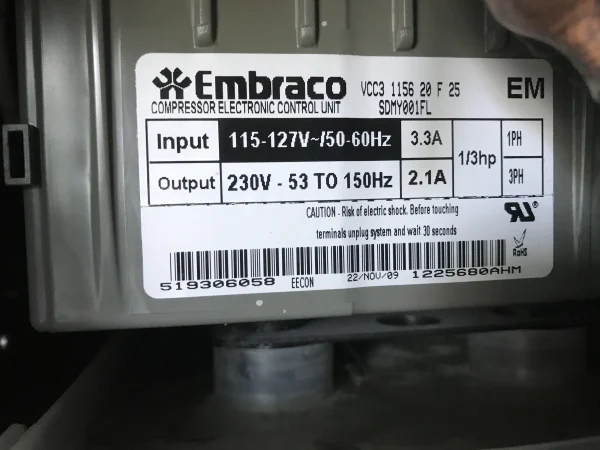 Embraco VCC3 1156 20 F 25 EM
COMPRESSOR ELECTRONIC CONTROL UNIT SDMY001FL
Input 115-127V~/50-60Hz 3.3A 1/3hp 1PH
Output 230V - 53 TO 150Hz 2.1A 3PH
CAUTION - Risk of electric shock. Before touching
terminals unplug system and wait 30 seconds
RoHS
519306058 EECON 22/NOV/09 1225680AHM